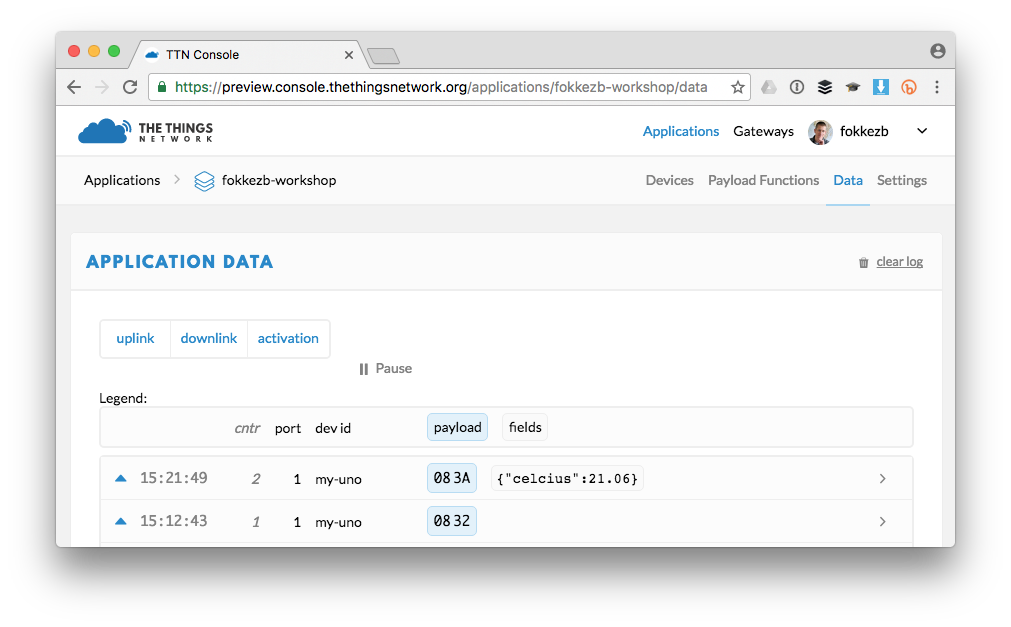 TTN Console
https://preview.console.thethingsnetwork.org/applications/fokkezb-workshop/data
THE THINGS
NETWORK
Applications Gateways fokkezb
Applications fokkezb-workshop Devices Payload Functions Data Settings
APPLICATION DATA clear log
uplink downlink activation
Pause
Legend:
cntr port dev id payload fields
15:21:49 2 1 my-uno 08 3A {"celcius":21.06}
15:12:43 1 1 my-uno 08 32